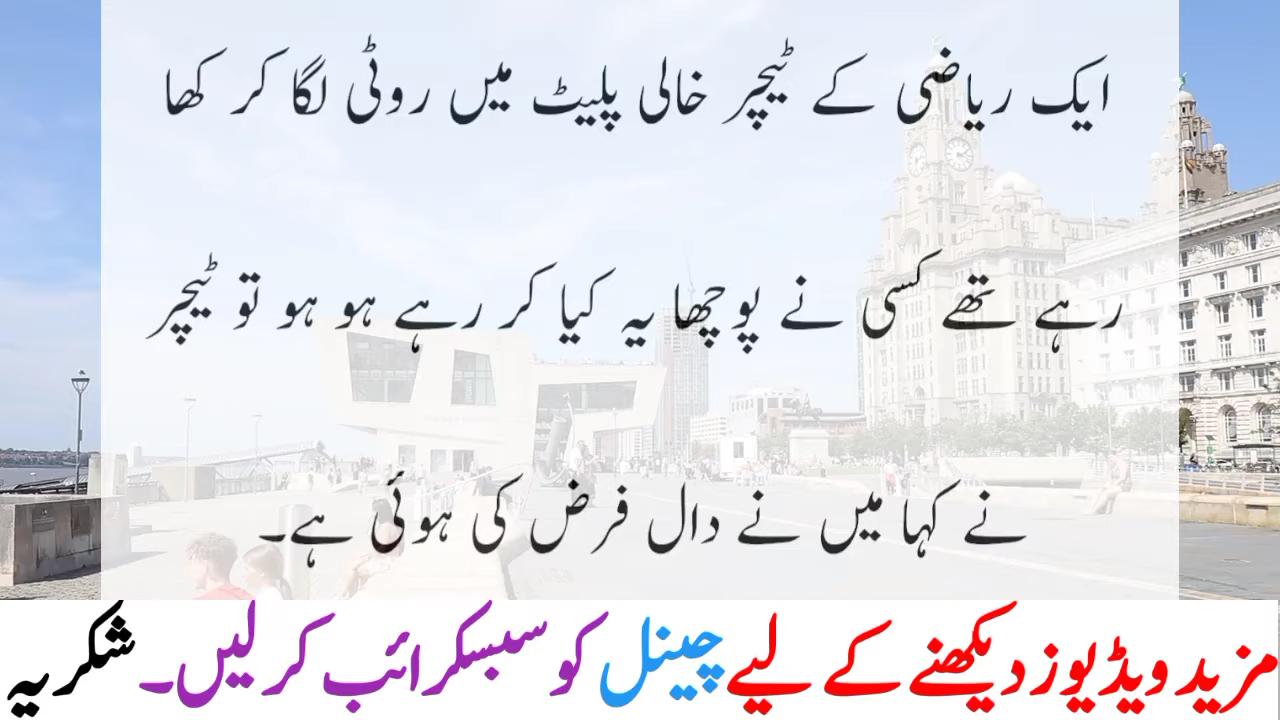 ایک ریاضی کے ٹیچر خالی پلیٹ میں روٹی لگا کر کھا
رہے تھے کسی نے پوچھا یہ کیا کر رہے ہو ہو تو ٹیچر
نے کہا میں نے دال فرض کی ہوئی ہے۔
مزید ویڈیوز دیکھنے کے لیے چینل کو سبسکرائب کر لیں۔ شکریہ